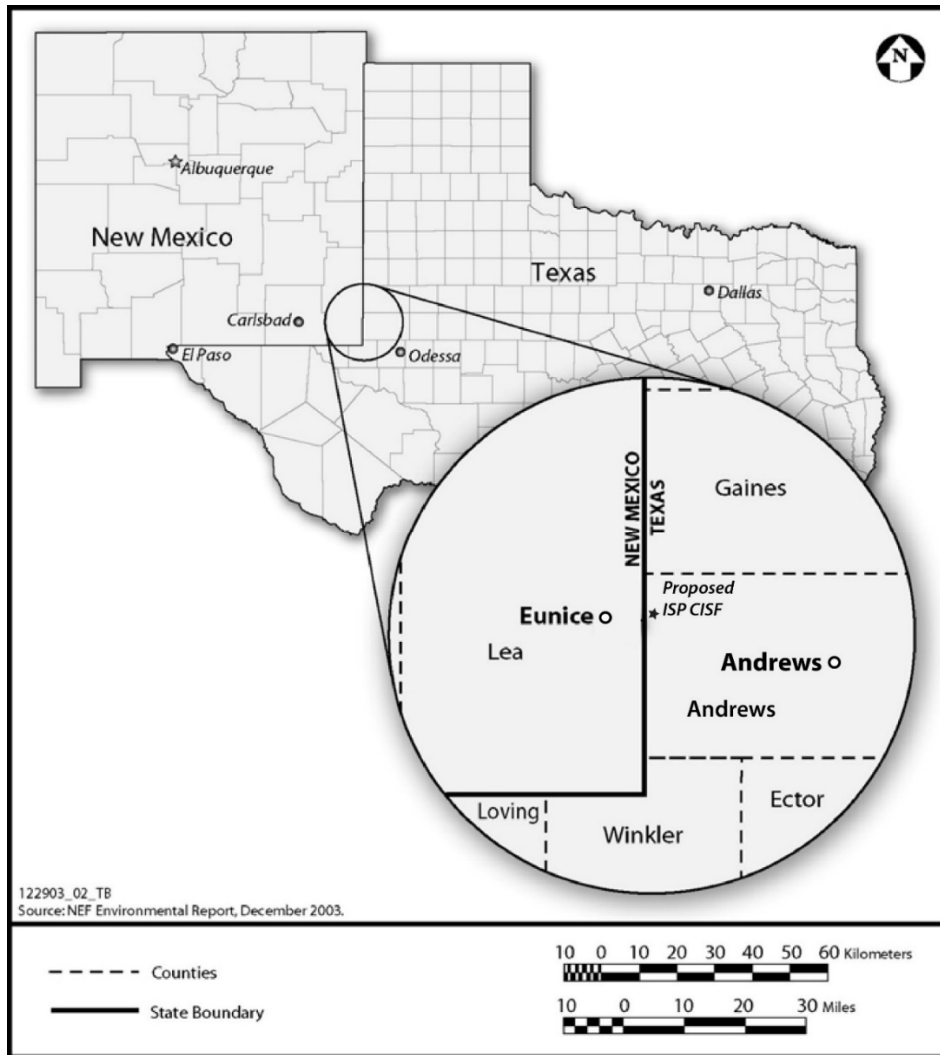 N
Albuquerque
New Mexico
Texas
Dallas
Carlsbad
El Paso
Odessa
NEW MEXICO
TEXAS
Gaines
Proposed
ISP CISF
Eunice
Lea
Andrews
Andrews
Loving
Winkler
Ector
122903_02_TB
Source: NEF Environmental Report, December 2003.
Counties
State Boundary
10 0 10 20 30 40 50 60 Kilometers
10 0 10 20 30 Miles